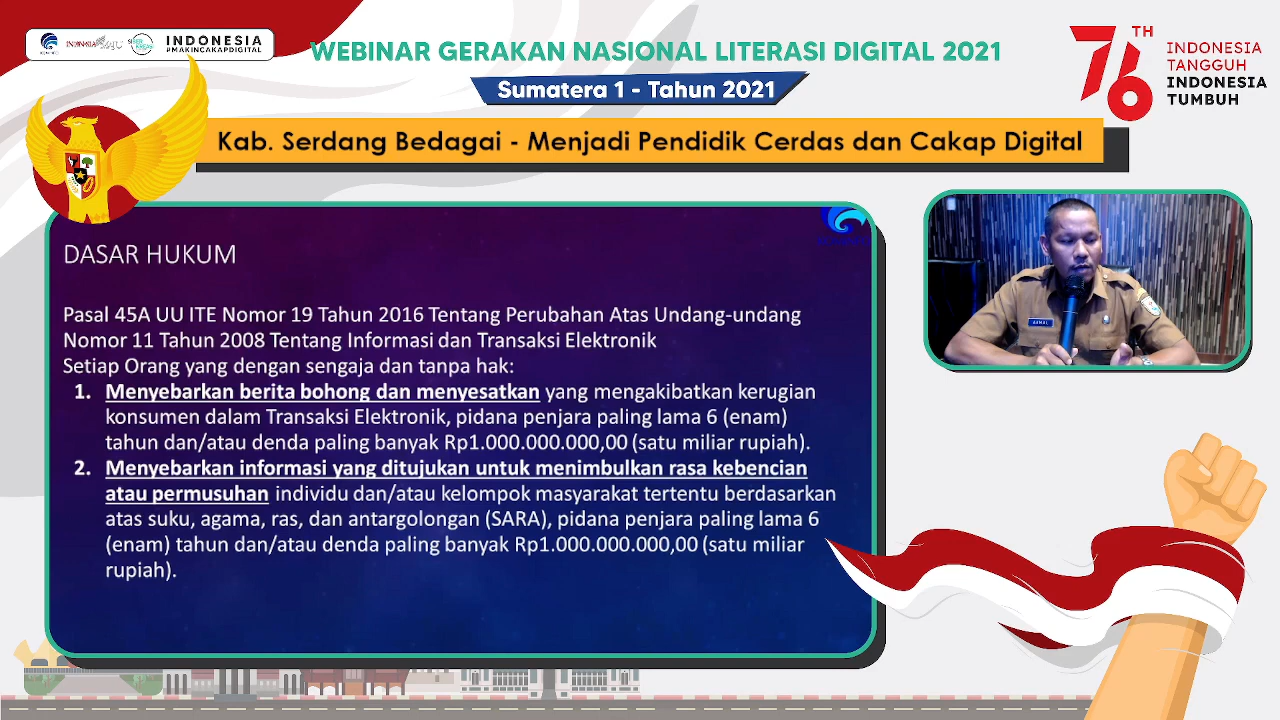 INDONESIA
#MAKINCAKAPDIGITAL
WEBINAR GERAKAN NASIONAL LITERASI DIGITAL 2021
Sumatera 1 - Tahun 2021
Kab. Serdang Bedagai - Menjadi Pendidik Cerdas dan Cakap Digital
76TH
INDONESIA
TANGGUH
INDONESIA
TUMBUH
DASAR HUKUM
Pasal 45A UU ITE Nomor 19 Tahun 2016 Tentang Perubahan Atas Undang-undang
Nomor 11 Tahun 2008 Tentang Informasi dan Transaksi Elektronik
Setiap Orang yang dengan sengaja dan tanpa hak:
1. Menyebarkan berita bohong dan menyesatkan yang mengakibatkan kerugian
konsumen dalam Transaksi Elektronik, pidana penjara paling lama 6 (enam)
tahun dan/atau denda paling banyak Rp1.000.000.000,00 (satu miliar rupiah).
2. Menyebarkan informasi yang ditujukan untuk menimbulkan rasa kebencian
atau permusuhan individu dan/atau kelompok masyarakat tertentu berdasarkan
atas suku, agama, ras, dan antargolongan (SARA), pidana penjara paling lama 6
(enam) tahun dan/atau denda paling banyak Rp1.000.000.000,00 (satu miliar
rupiah).